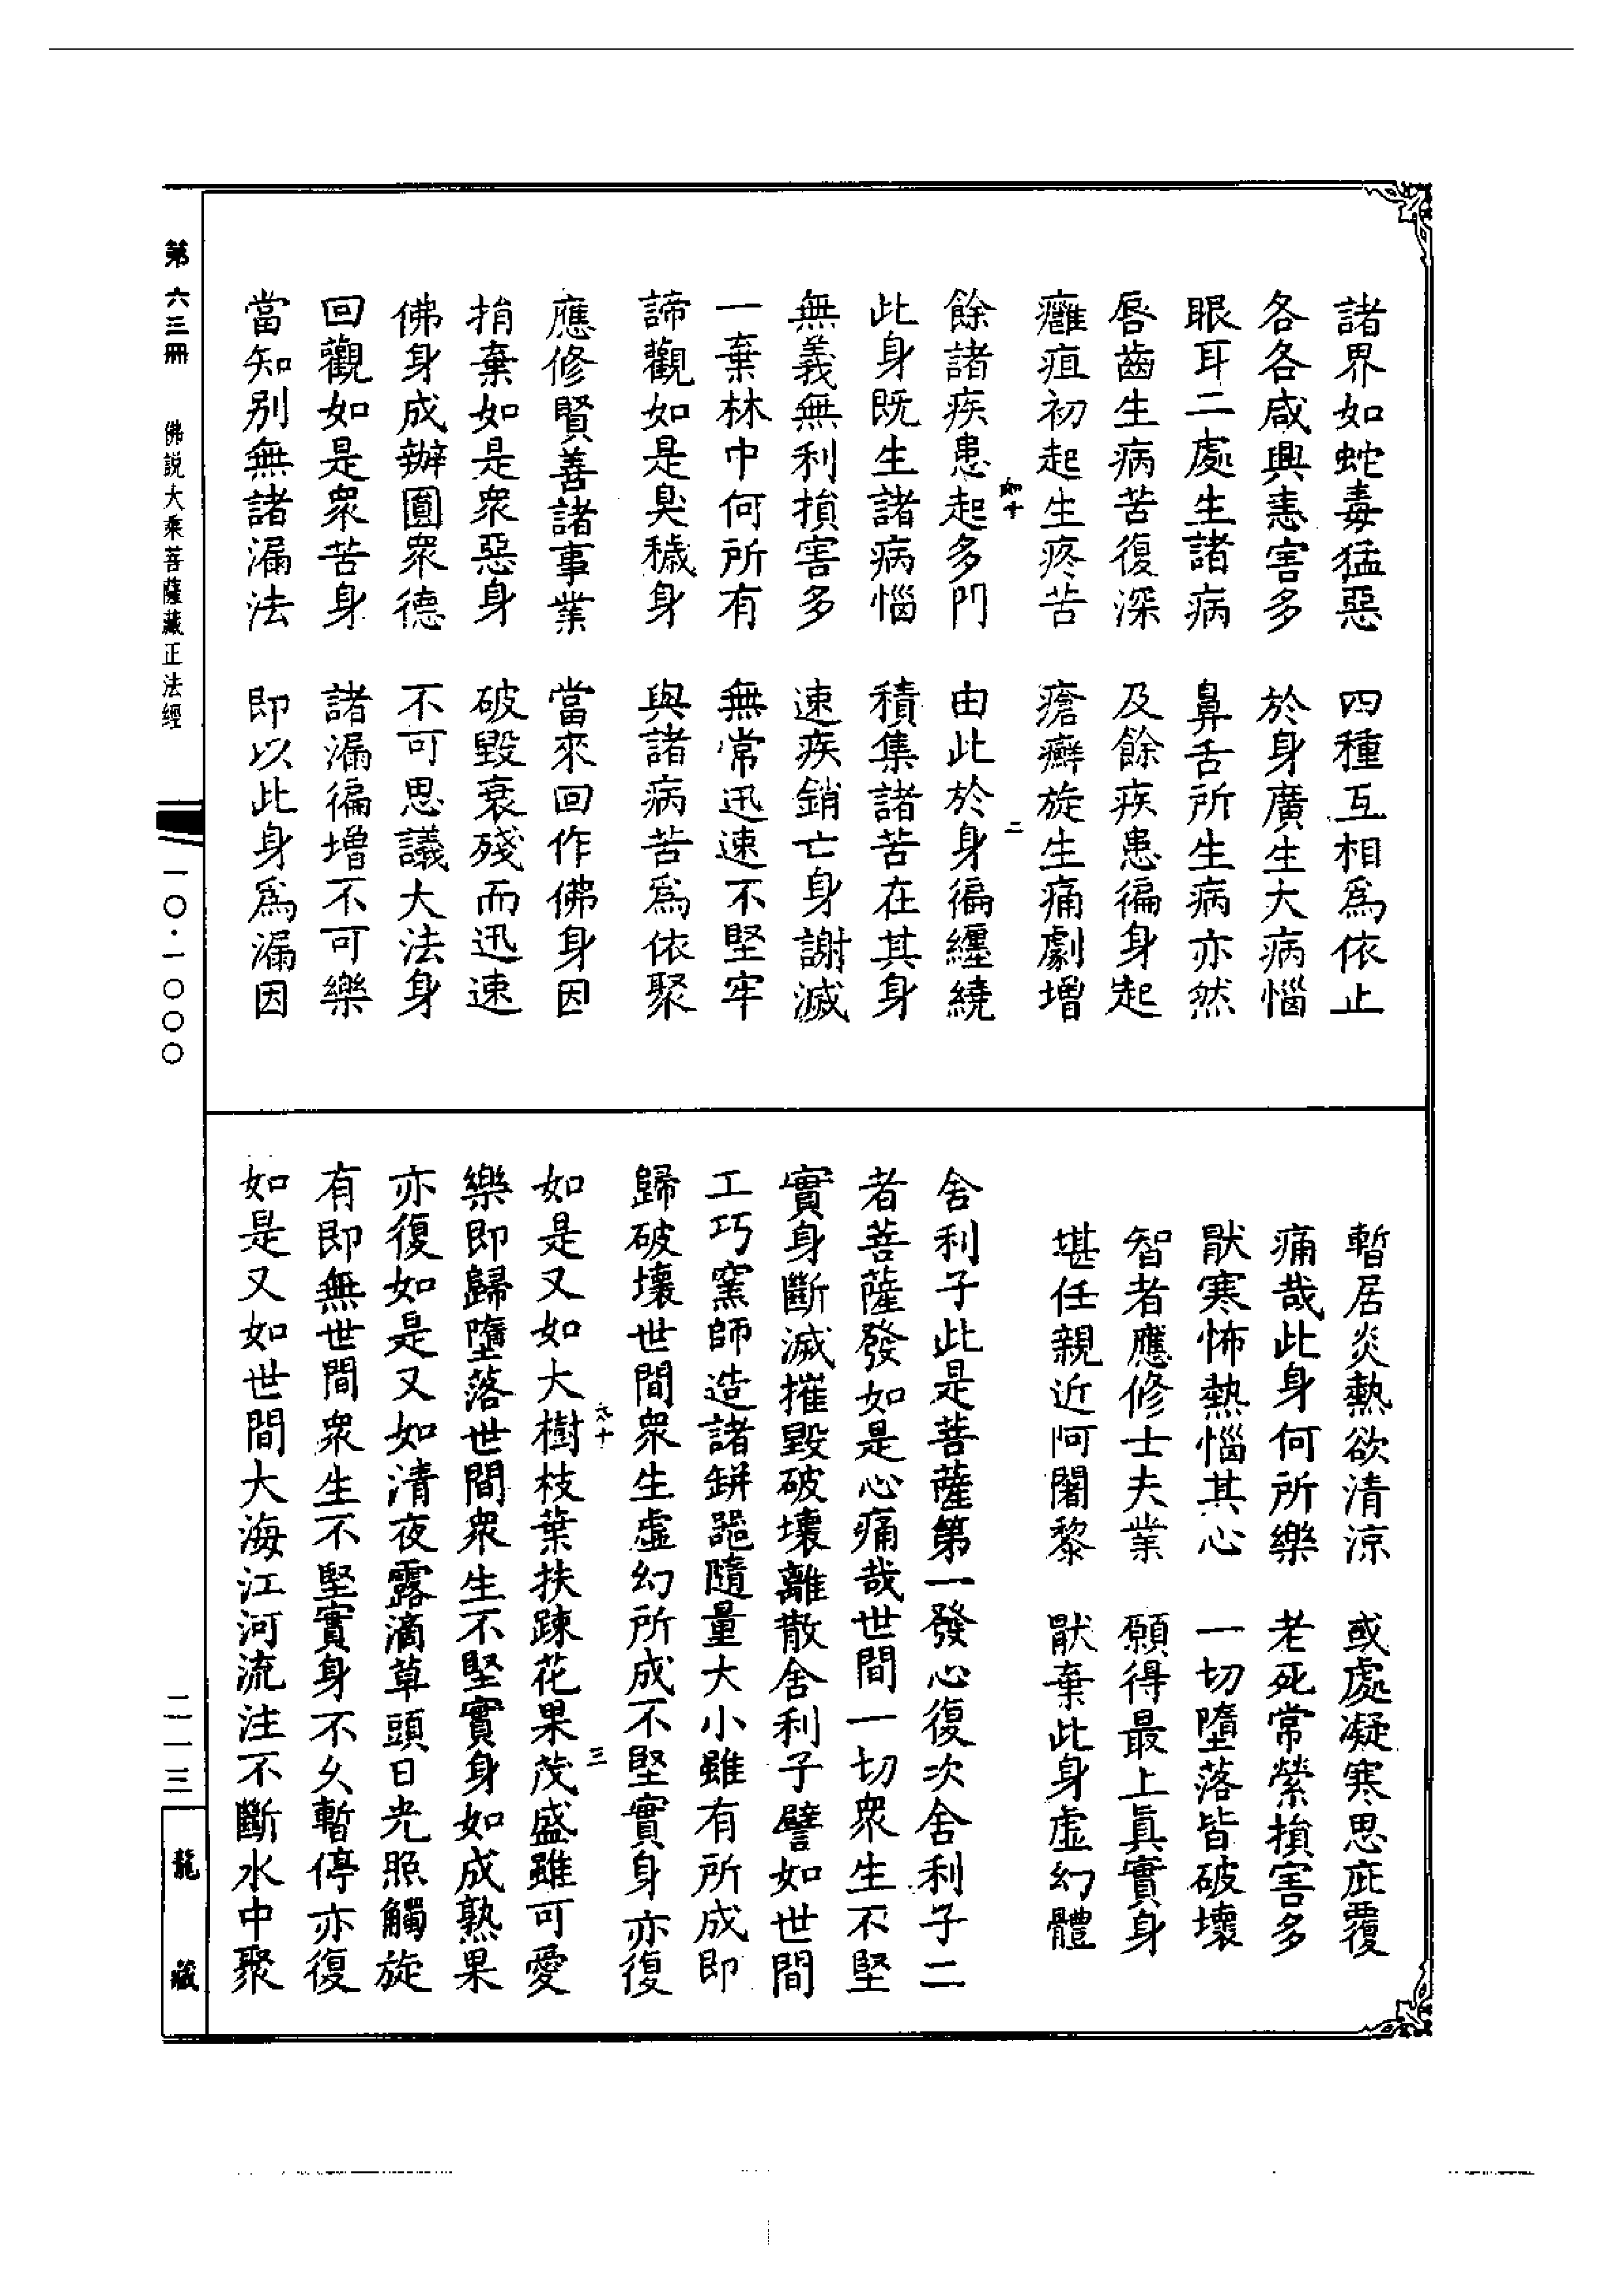 諸界如蛇毒猛惡　四種互相爲依止
各各咸興恚害多　於身廣生大病惱
眼耳二處生諸病　鼻舌所生病亦然
唇齒生病苦復深　及餘疾患徧身起
癰疽初起生疼苦　瘡癬旋生痛劇增
餘諸疾患起多門　由此於身徧纏繞
此身既生諸病惱　積集諸苦在其身
無義無利損害多　速疾銷亡身謝滅
一棄林中何所有　無常迅速不堅牢
諦觀如是臭穢身　與諸病苦爲依聚
應修賢善諸事業　當來回作佛身因
捐棄如是衆惡身　破毀衰殘而迅速
佛身成辦圓衆德　不可思議大法身
回觀如是衆苦身　諸漏徧增不可樂
當知别無諸漏法　即以此身爲漏因
暫居炎熱欲清涼　或處凝寒思庇覆
痛哉此身何所樂　老死常縈損害多
猒寒怖熱惱其心　一切墮落皆破壞
智者應修士夫業　願得最上眞實身
堪任親近阿闍黎　猒棄此身虛幻體
舍利子此是菩薩第一發心復次舍利子二
者菩薩發如是心痛哉世間一切衆生不堅
實身斷滅摧毀破壞離散舍利子譬如世間
工巧窯師造諸缾器隨量大小雖有所成即
歸破壞世間衆生虛幻所成不堅實身亦復
如是又如大樹枝葉扶踈花果茂盛雖可愛
樂即歸墮落世間衆生不堅實身如成熟果
亦復如是又如清夜露滴草頭日光照觸旋
有即無世間衆生不堅實身不久暫停亦復
如是又如世間大海江河流注不斷水中聚
第六三冊　佛說大乘菩薩藏正法經　一〇·一〇〇〇　二一三　龍藏